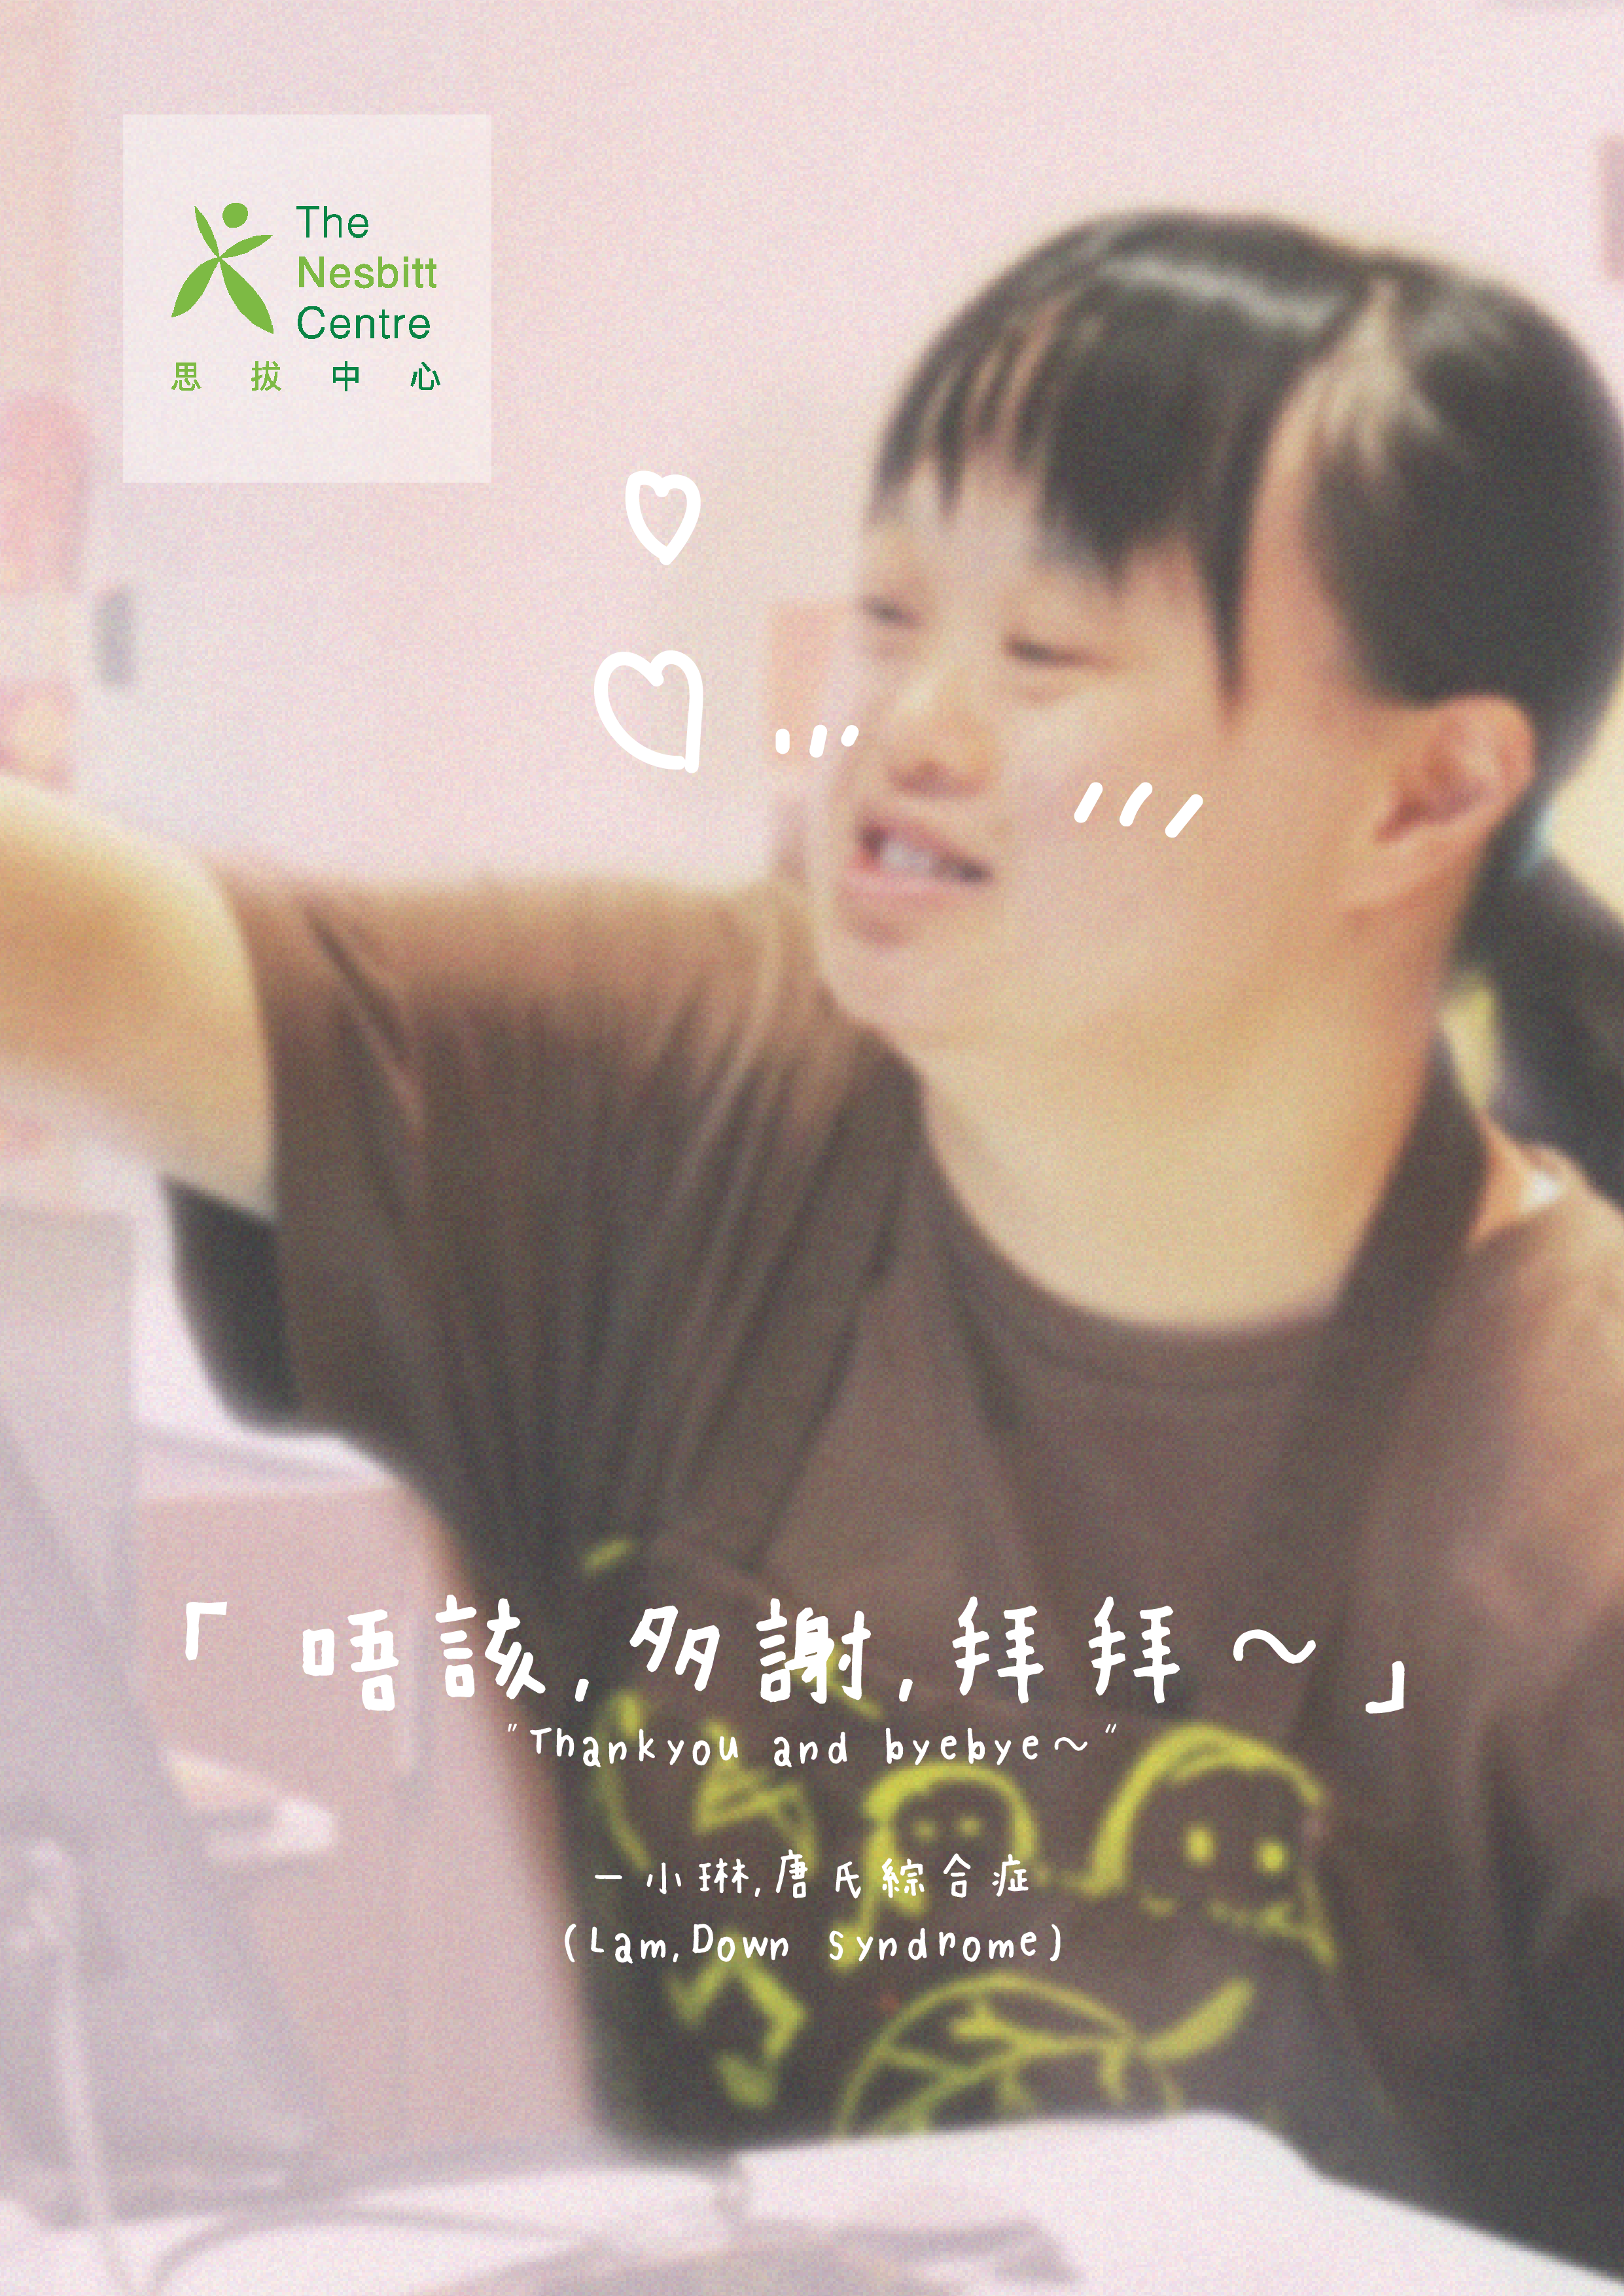 The
Nesbitt
Centre
思拔中心
「唔該,多謝,拜拜～」
"Thankyou and byebye～"
—小琳,唐氏綜合症
(Lam,Down Syndrome)